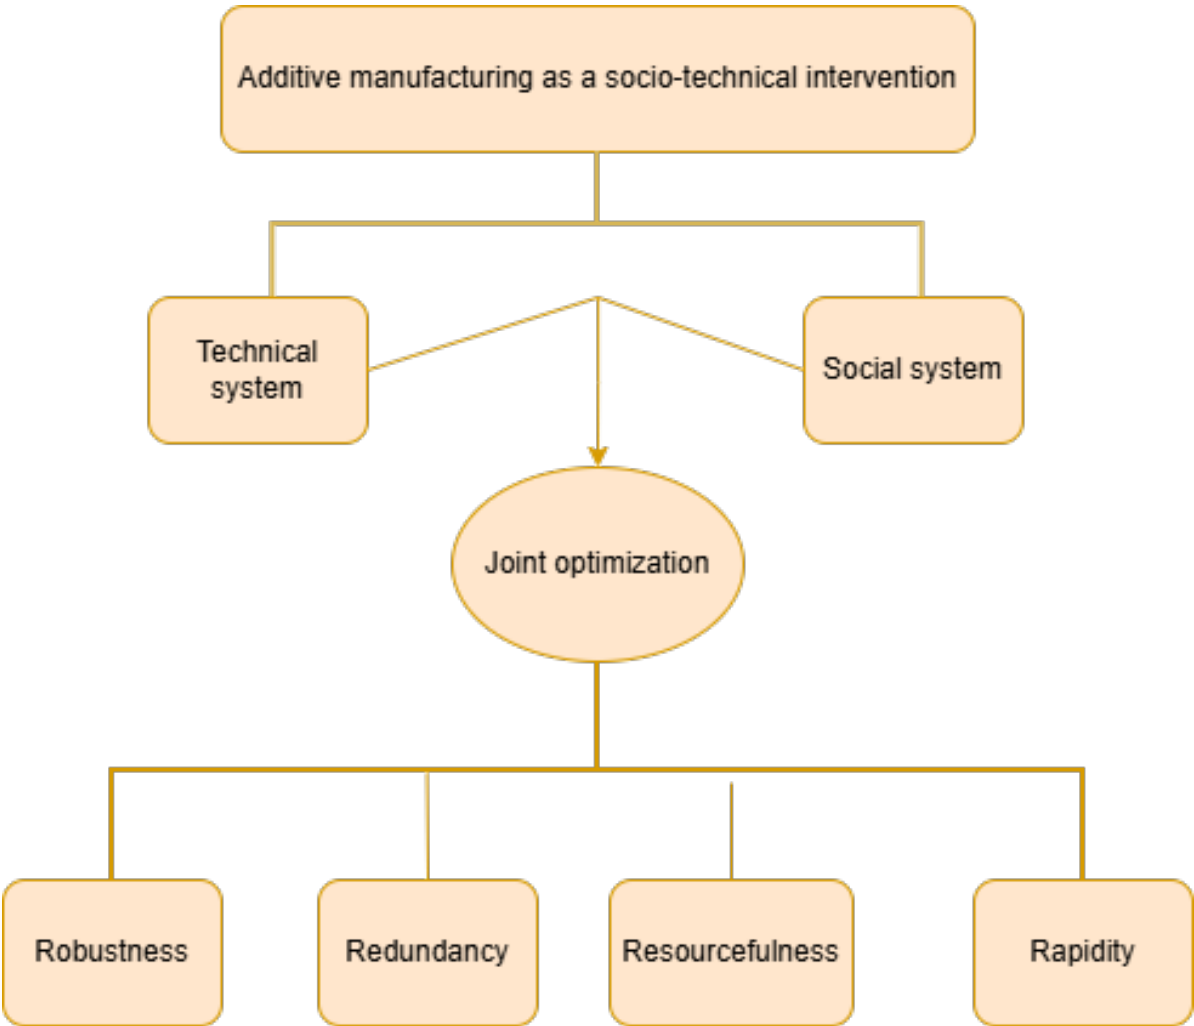 Additive manufacturing as a socio-technical intervention
Technical
system
Social system
Joint optimization
Robustness
Redundancy
Resourcefulness
Rapidity